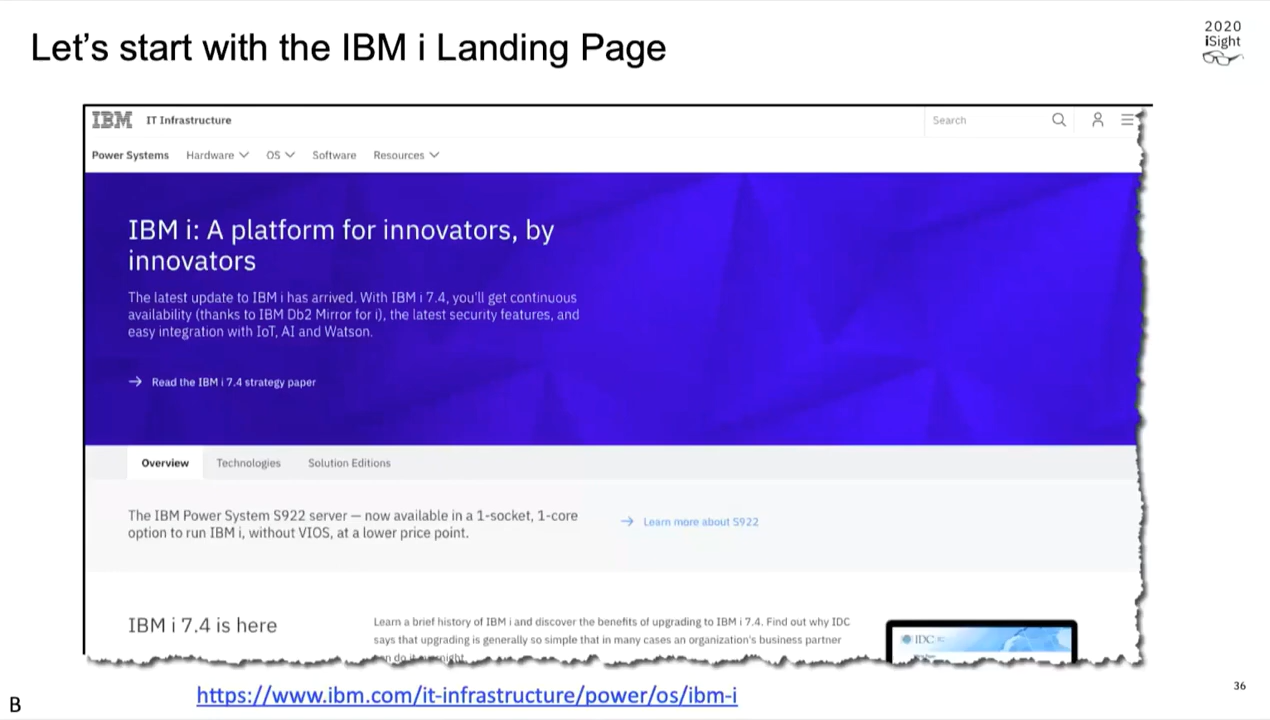 Let's start with the IBM i Landing Page
2020
iSight
IBM IT Infrastructure
Search
Power Systems Hardware OS Software Resources
IBM i: A platform for innovators, by
innovators
The latest update to IBM i has arrived. With IBM i 7.4, you'll get continuous
availability (thanks to IBM Db2 Mirror for i), the latest security features, and
easy integration with IoT, AI and Watson.
→ Read the IBM i 7.4 strategy paper
Overview Technologies Solution Editions
The IBM Power System S922 server — now available in a 1-socket, 1-core
option to run IBM i, without VIOS, at a lower price point.
→ Learn more about S922
IBM i 7.4 is here
Learn a brief history of IBM i and discover the benefits of upgrading to IBM i 7.4. Find out why IDC
says that upgrading is generally so simple that in many cases an organization's business partner
can do it overnight.
IDC
https://www.ibm.com/it-infrastructure/power/os/ibm-i
36
B